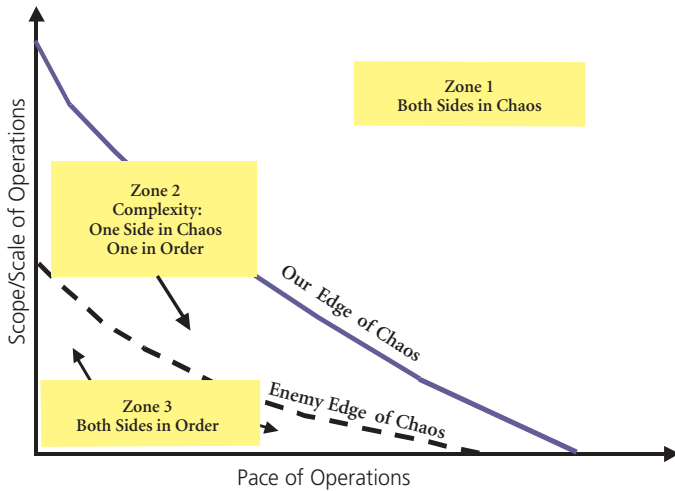 Zone 1
Both Sides in Chaos
Scope/Scale of Operations
Zone 2
Complexity:
One Side in Chaos
One in Order
Our Edge of Chaos
Zone 3
Both Sides in Order
Enemy Edge of Chaos
Pace of Operations